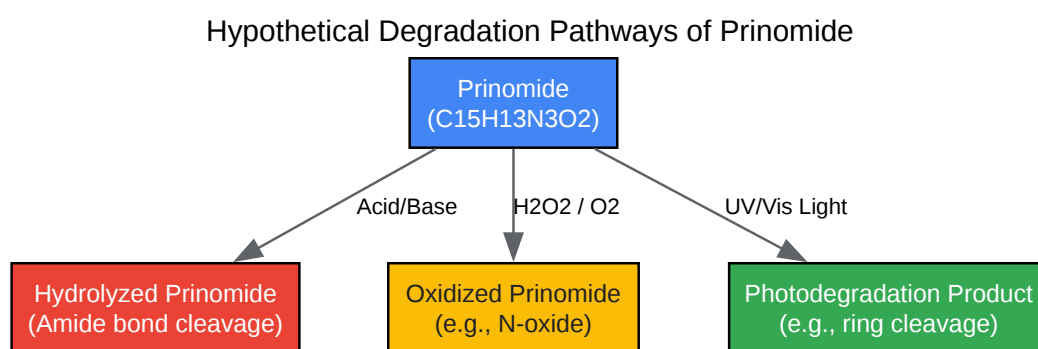 Hypothetical Degradation Pathways of Prinomide
Prinomide
(C15H13N3O2)
Acid/Base
H2O2 / O2
UV/Vis Light
Hydrolyzed Prinomide
(Amide bond cleavage)
Oxidized Prinomide
(e.g., N-oxide)
Photodegradation Product
(e.g., ring cleavage)